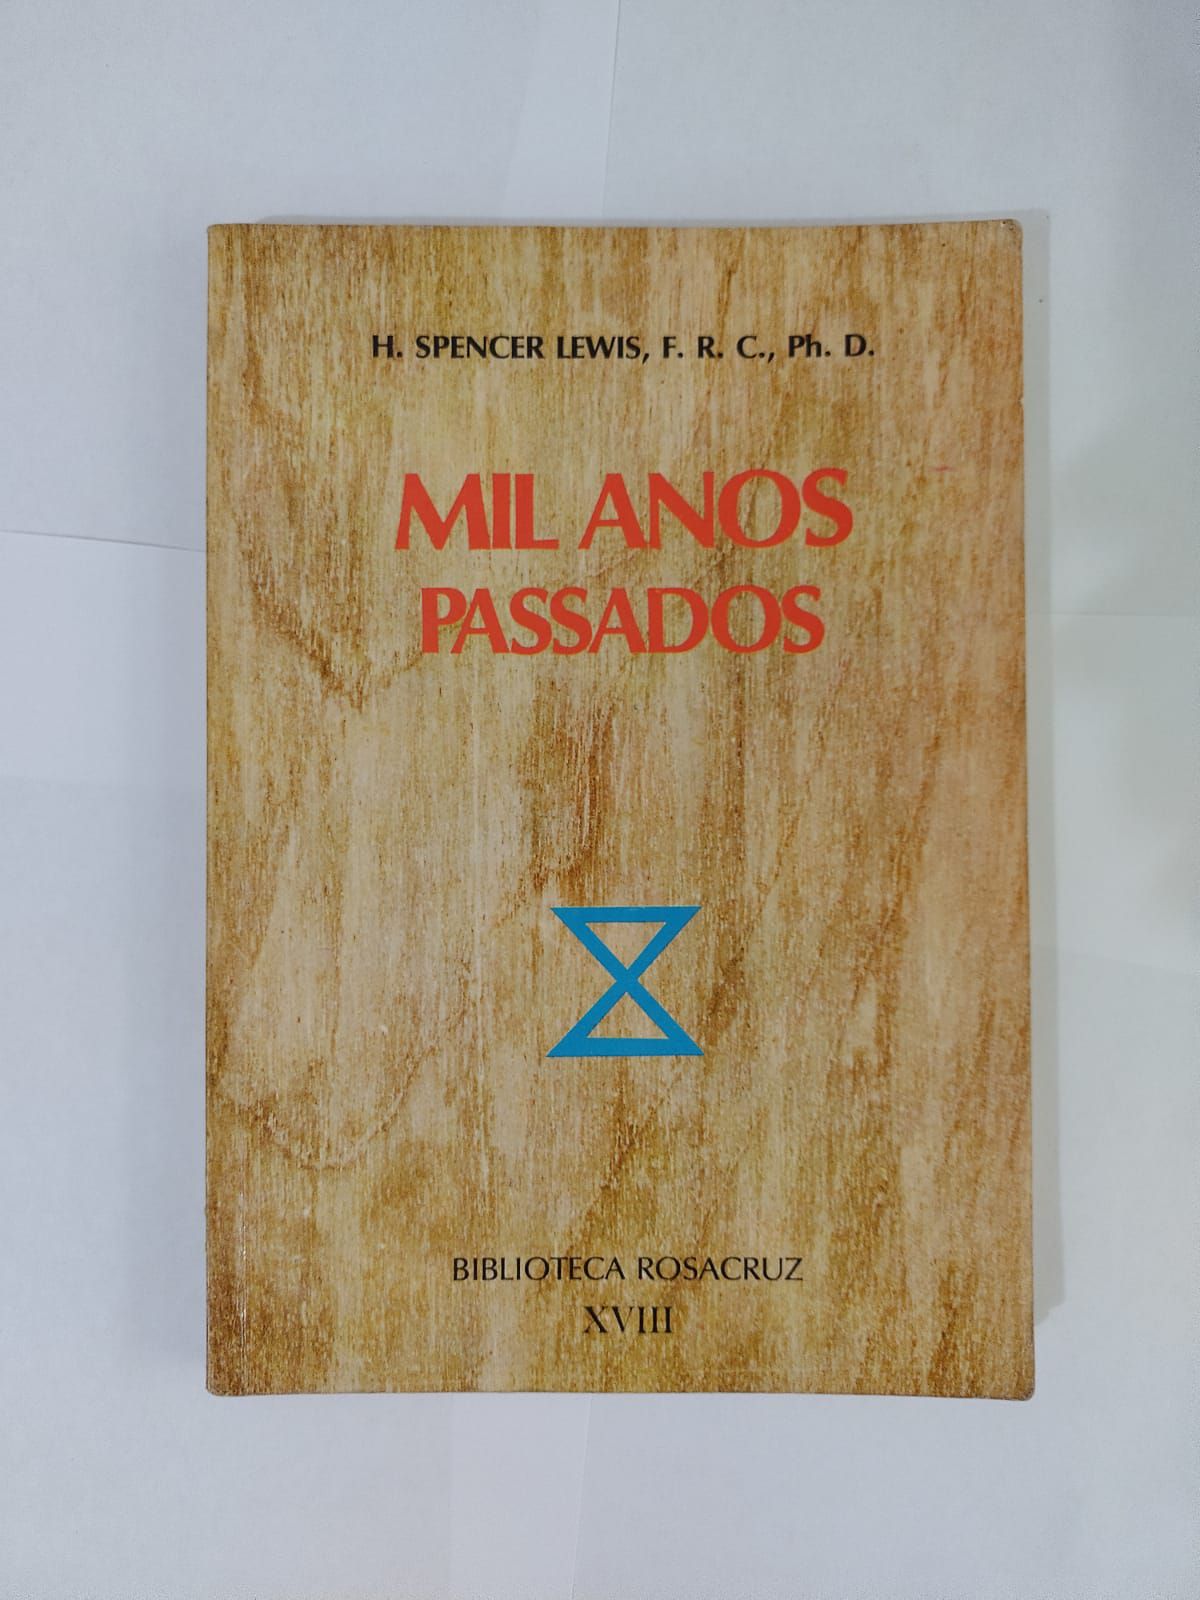 H. SPENCER LEWIS, F. R. C., Ph. D.
MIL ANOS
PASSADOS
BIBLIOTECA ROSACRUZ
XVIII